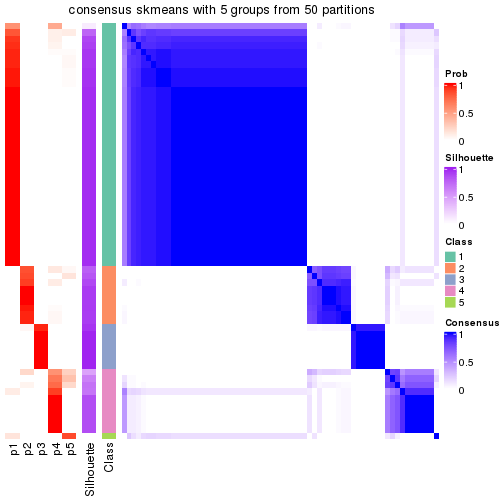 consensus skmeans with 5 groups from 50 partitions
Prob
1
0.5
0
Silhouette
1
0.5
0
Class
1
2
3
4
5
Consensus
1
0.5
0
p1
p2
p3
p4
p5
Silhouette
Class